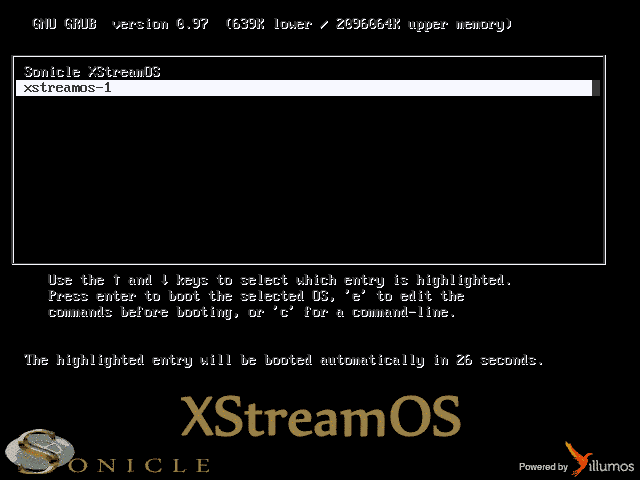 GNU GRUB  version 0.97  (639K lower / 2096064K upper memory)
Sonicle XStreamOS
xstreamos-1
Use the ↑ and ↓ keys to select which entry is highlighted.
Press enter to boot the selected OS, 'e' to edit the
commands before booting, or 'c' for a command-line.
The highlighted entry will be booted automatically in 26 seconds.
XStreamOS
SONICLE
Powered by illumos